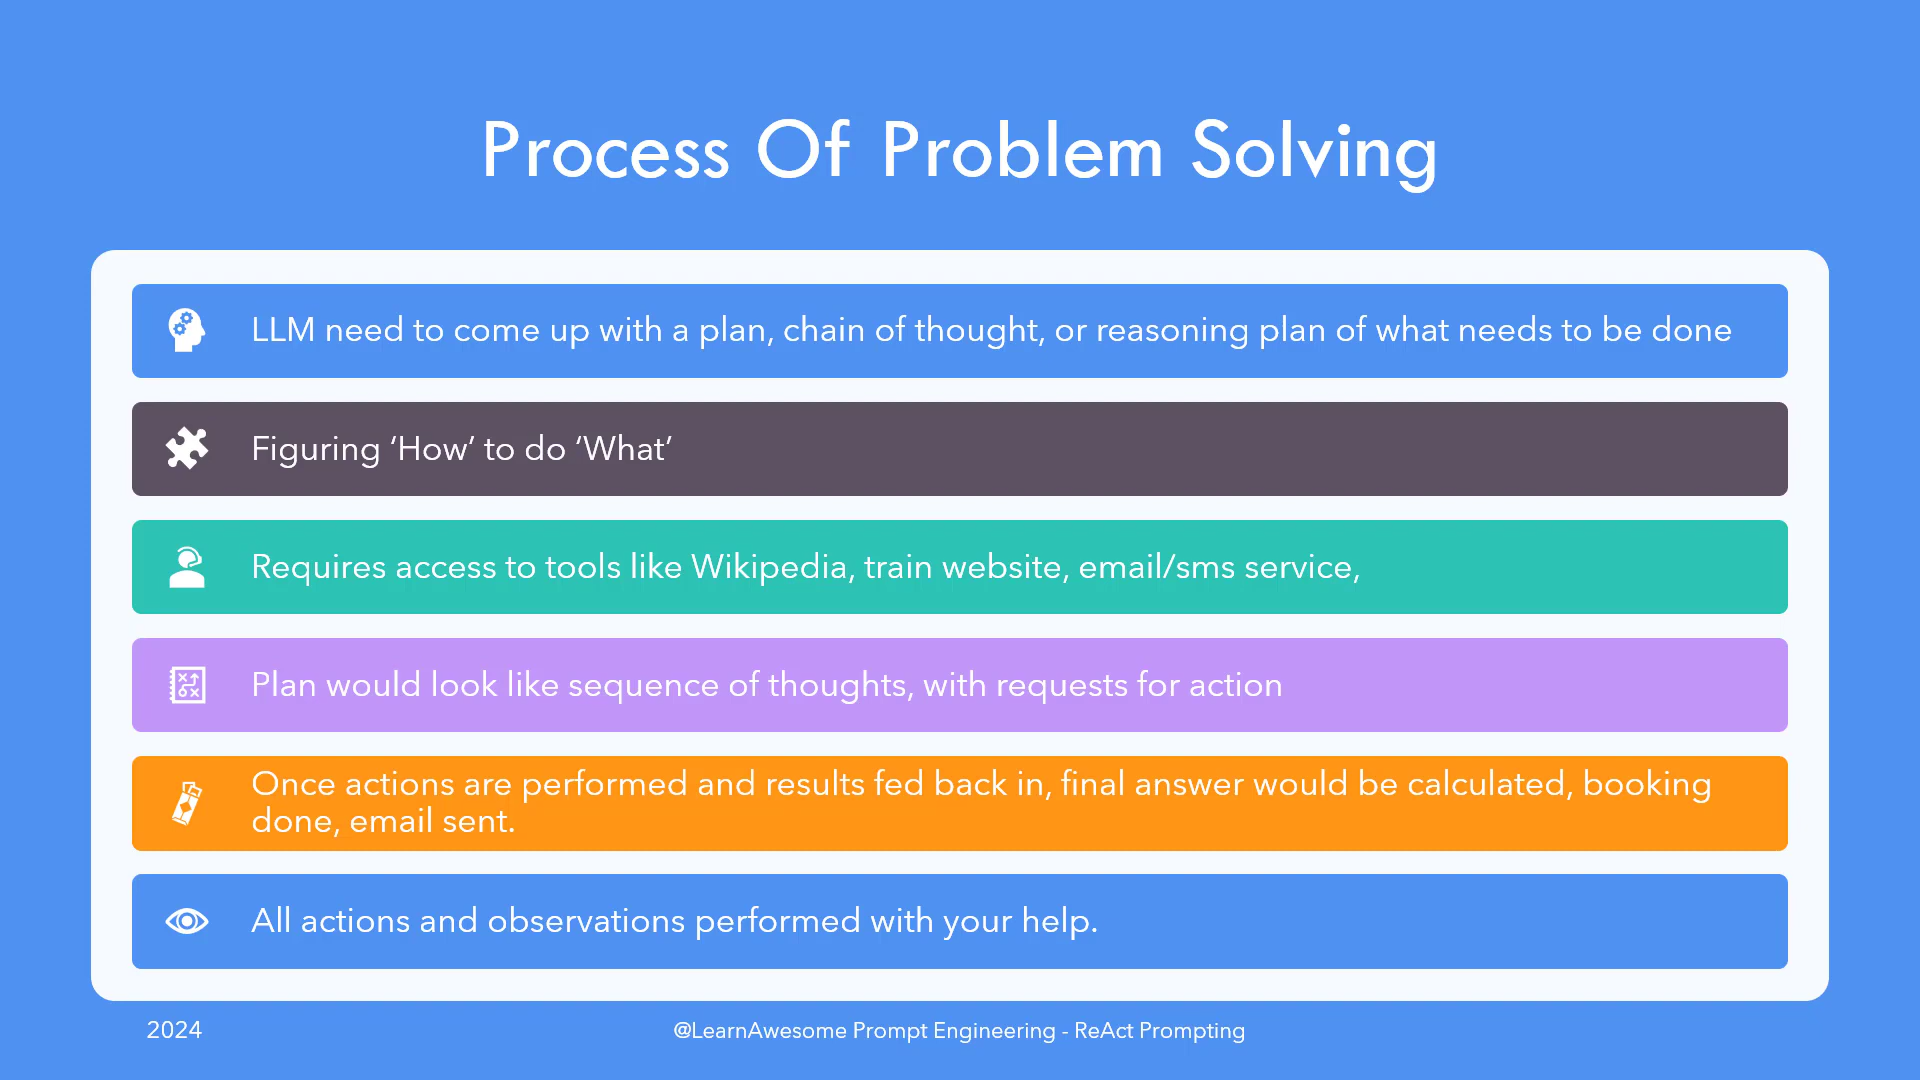 Process Of Problem Solving
LLM need to come up with a plan, chain of thought, or reasoning plan of what needs to be done
Figuring ‘How’ to do ‘What’
Requires access to tools like Wikipedia, train website, email/sms service,
Plan would look like sequence of thoughts, with requests for action
Once actions are performed and results fed back in, final answer would be calculated, booking
done, email sent.
All actions and observations performed with your help.
2024
@LearnAwesome Prompt Engineering - ReAct Prompting